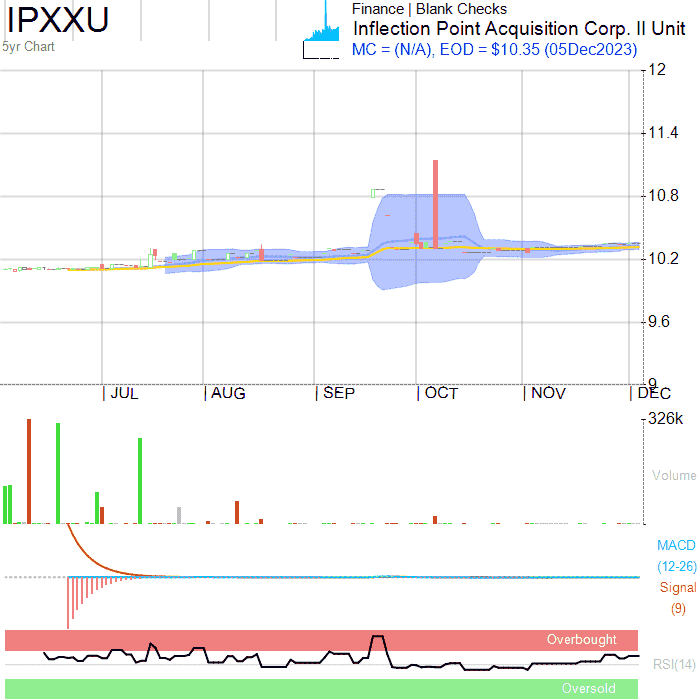 IPXXU
5yr Chart
Finance | Blank Checks
Inflection Point Acquisition Corp. II Unit
MC = (N/A), EOD = $10.35 (05Dec2023)
12
11.4
10.8
10.2
9.6
9
JUL AUG SEP OCT NOV DEC
326k
Volume
MACD
(12-26)
Signal
(9)
Overbought
RSI(14)
Oversold